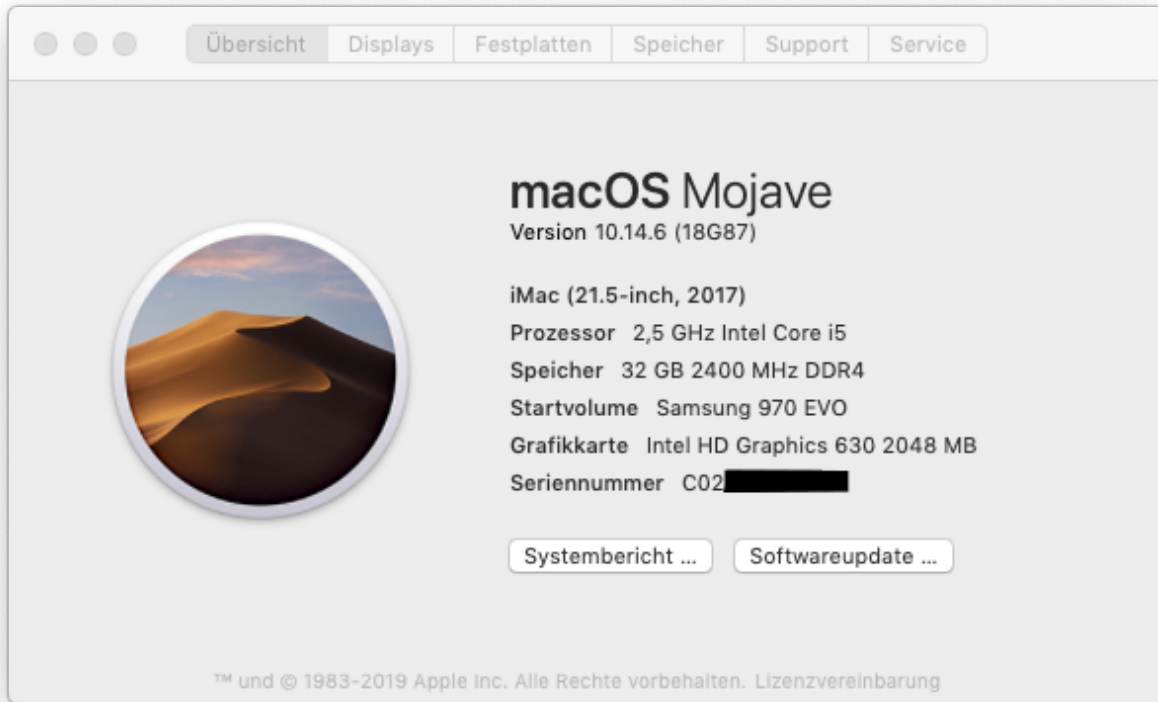 Übersicht Displays Festplatten Speicher Support Service
macOS Mojave
Version 10.14.6 (18G87)
iMac (21.5-inch, 2017)
Prozessor 2,5 GHz Intel Core i5
Speicher 32 GB 2400 MHz DDR4
Startvolume Samsung 970 EVO
Grafikkarte Intel HD Graphics 630 2048 MB
Seriennummer C02
Systembericht ... Softwareupdate ...
™ und © 1983-2019 Apple Inc. Alle Rechte vorbehalten. Lizenzvereinbarung